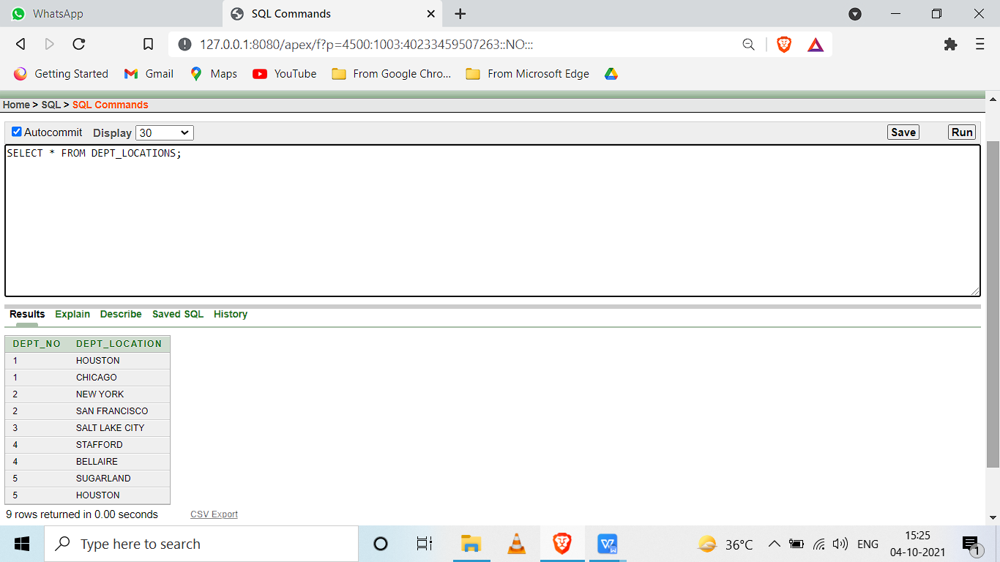 WhatsApp SQL Commands
127.0.0.1:8080/apex/f?p=4500:1003:40233459507263::NO:::
Getting Started Gmail Maps YouTube From Google Chro... From Microsoft Edge
Home > SQL > SQL Commands
Autocommit Display 30 Save Run
SELECT * FROM DEPT_LOCATIONS;
Results Explain Describe Saved SQL History
DEPT_NO DEPT_LOCATION
1 HOUSTON
1 CHICAGO
2 NEW YORK
2 SAN FRANCISCO
3 SALT LAKE CITY
4 STAFFORD
4 BELLAIRE
5 SUGARLAND
5 HOUSTON
9 rows returned in 0.00 seconds CSV Export
Type here to search 36°C ENG 15:25
04-10-2021 1